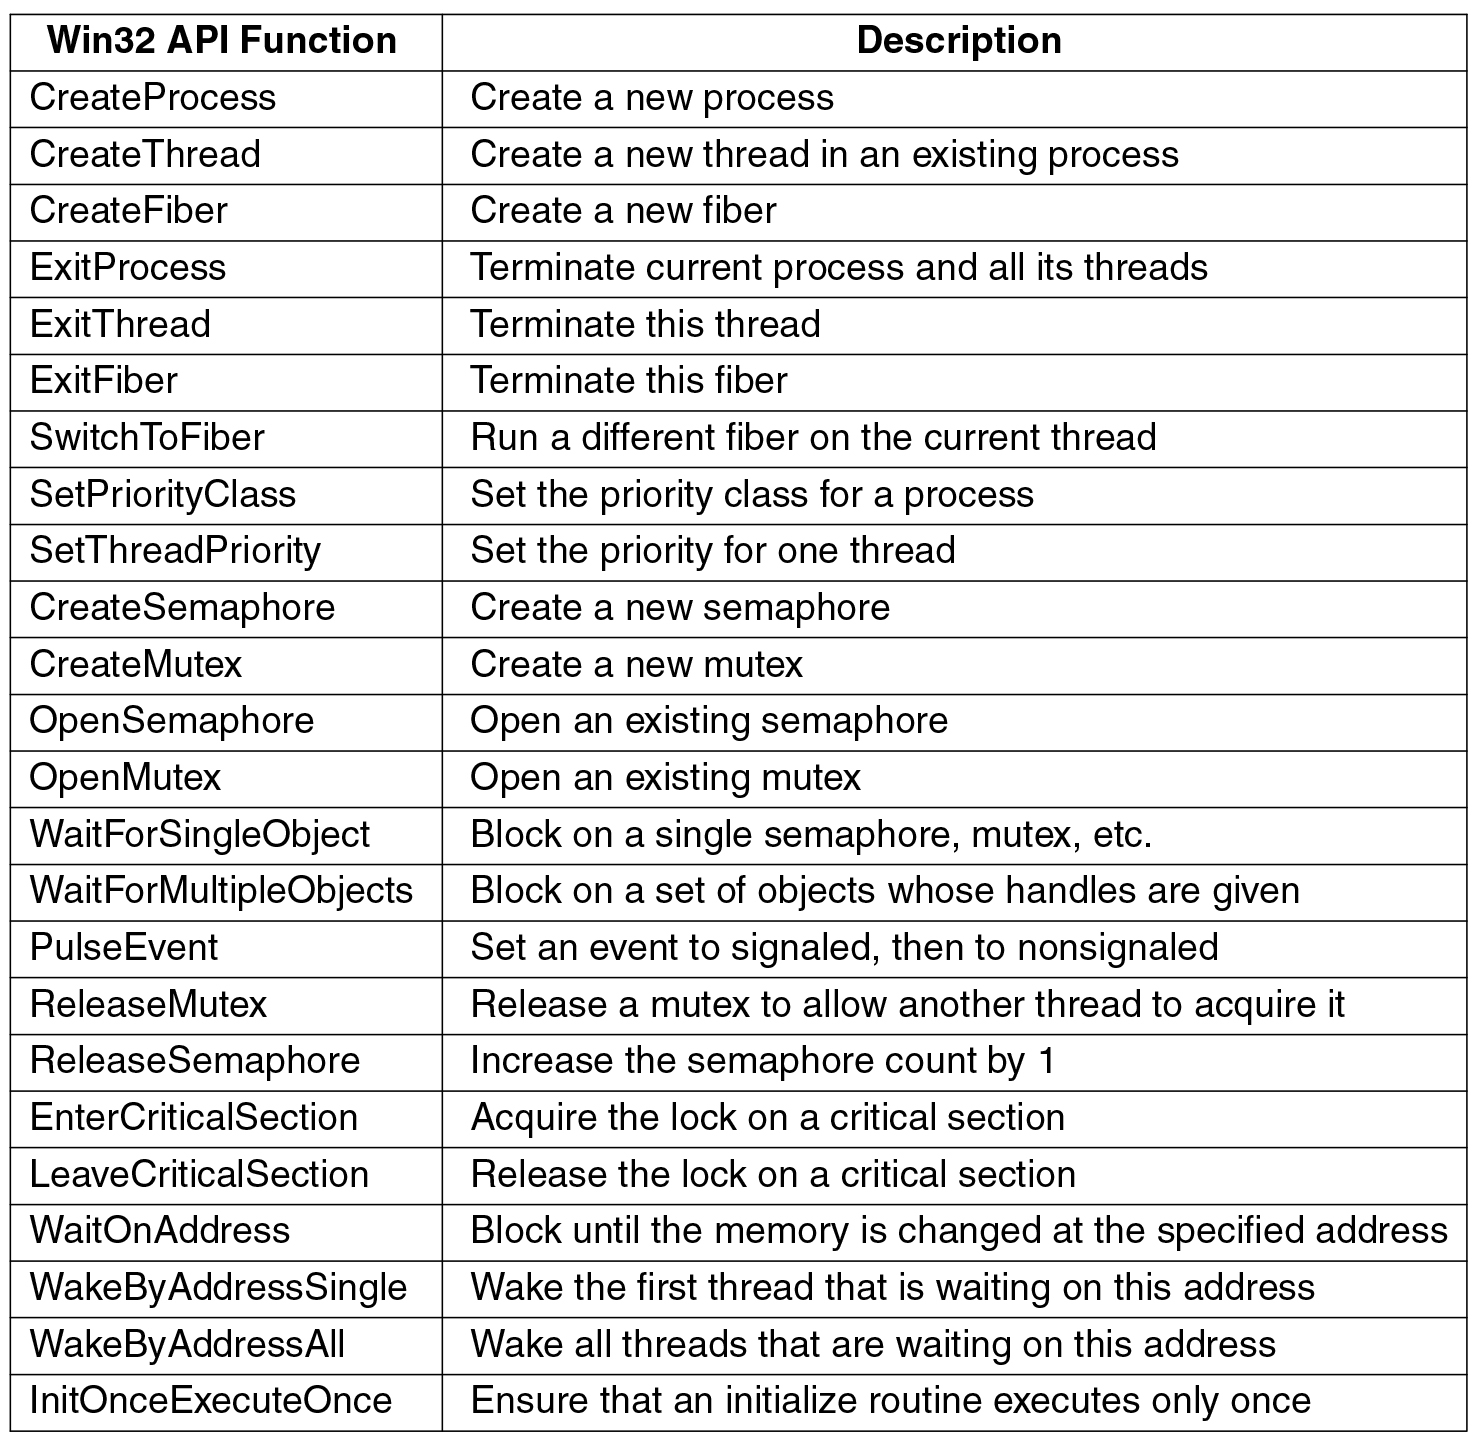 Win32 API Function Description
CreateProcess Create a new process
CreateThread Create a new thread in an existing process
CreateFiber Create a new fiber
ExitProcess Terminate current process and all its threads
ExitThread Terminate this thread
ExitFiber Terminate this fiber
SwitchToFiber Run a different fiber on the current thread
SetPriorityClass Set the priority class for a process
SetThreadPriority Set the priority for one thread
CreateSemaphore Create a new semaphore
CreateMutex Create a new mutex
OpenSemaphore Open an existing semaphore
OpenMutex Open an existing mutex
WaitForSingleObject Block on a single semaphore, mutex, etc.
WaitForMultipleObjects Block on a set of objects whose handles are given
PulseEvent Set an event to signaled, then to nonsignaled
ReleaseMutex Release a mutex to allow another thread to acquire it
ReleaseSemaphore Increase the semaphore count by 1
EnterCriticalSection Acquire the lock on a critical section
LeaveCriticalSection Release the lock on a critical section
WaitOnAddress Block until the memory is changed at the specified address
WakeByAddressSingle Wake the first thread that is waiting on this address
WakeByAddressAll Wake all threads that are waiting on this address
InitOnceExecuteOnce Ensure that an initialize routine executes only once